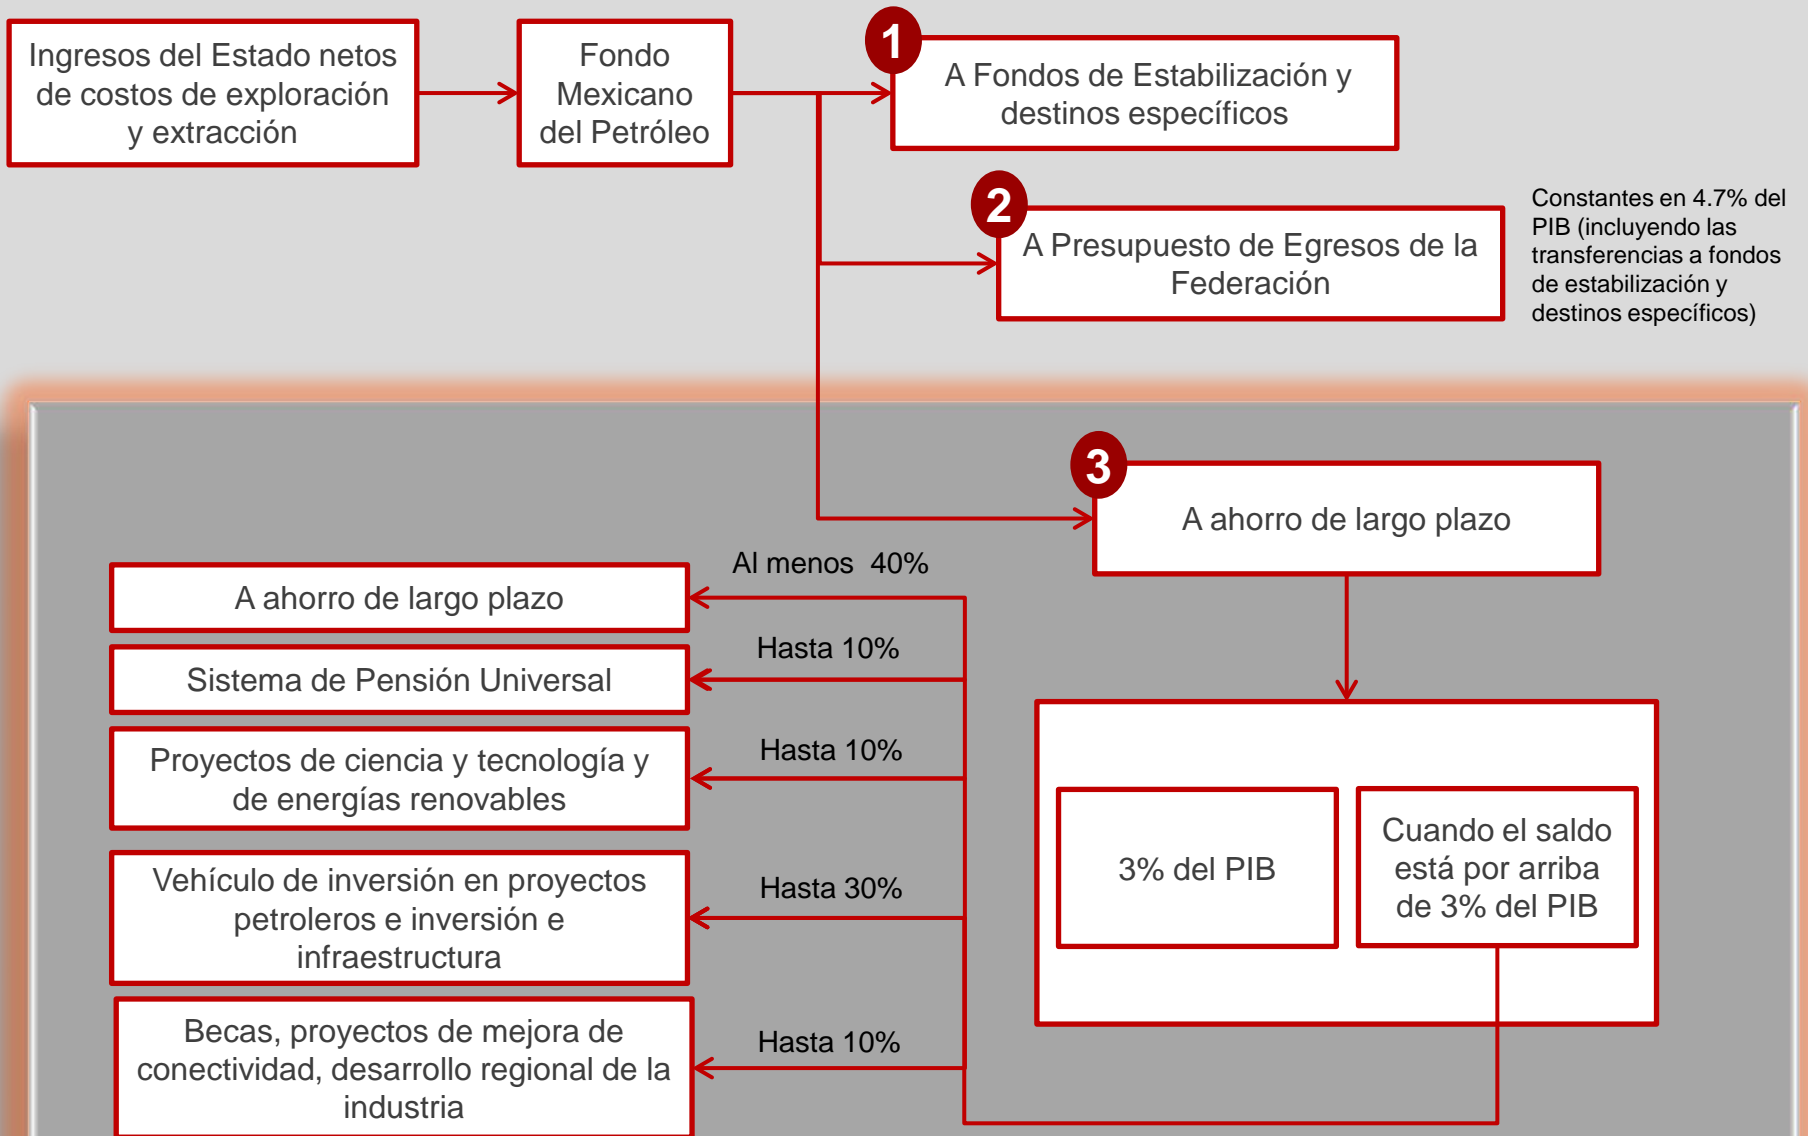 Ingresos del Estado netos
de costos de exploración
y extracción
Fondo
Mexicano
del Petróleo
1
A Fondos de Estabilización y
destinos específicos
2
A Presupuesto de Egresos de la
Federación
Constantes en 4.7% del
PIB (incluyendo las
transferencias a fondos
de estabilización y
destinos específicos)
3
A ahorro de largo plazo
Al menos 40%
A ahorro de largo plazo
Hasta 10%
Sistema de Pensión Universal
Hasta 10%
Proyectos de ciencia y tecnología y
de energías renovables
Hasta 30%
Vehículo de inversión en proyectos
petroleros e inversión e
infraestructura
Hasta 10%
Becas, proyectos de mejora de
conectividad, desarrollo regional de la
industria
3% del PIB
Cuando el saldo
está por arriba
de 3% del PIB